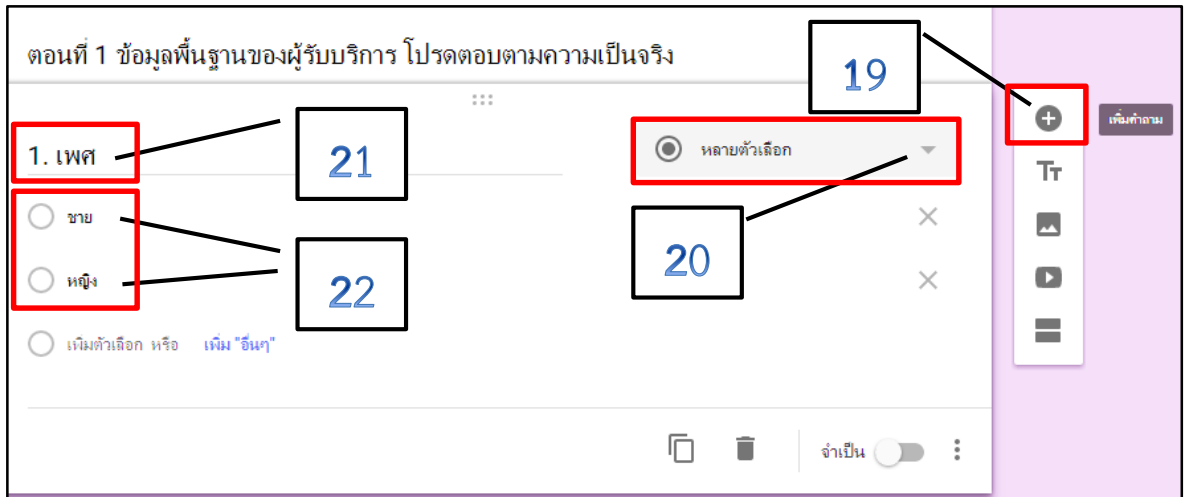 ตอนที่ 1 ข้อมูลพื้นฐานของผู้รับบริการ โปรดตอบตามความเป็นจริง
19
เพิ่มคำถาม
1. เพศ
21
หลายตัวเลือก
Tт
ชาย
20
หญิง
22
เพิ่มตัวเลือก หรือ เพิ่ม "อื่นๆ"
จำเป็น